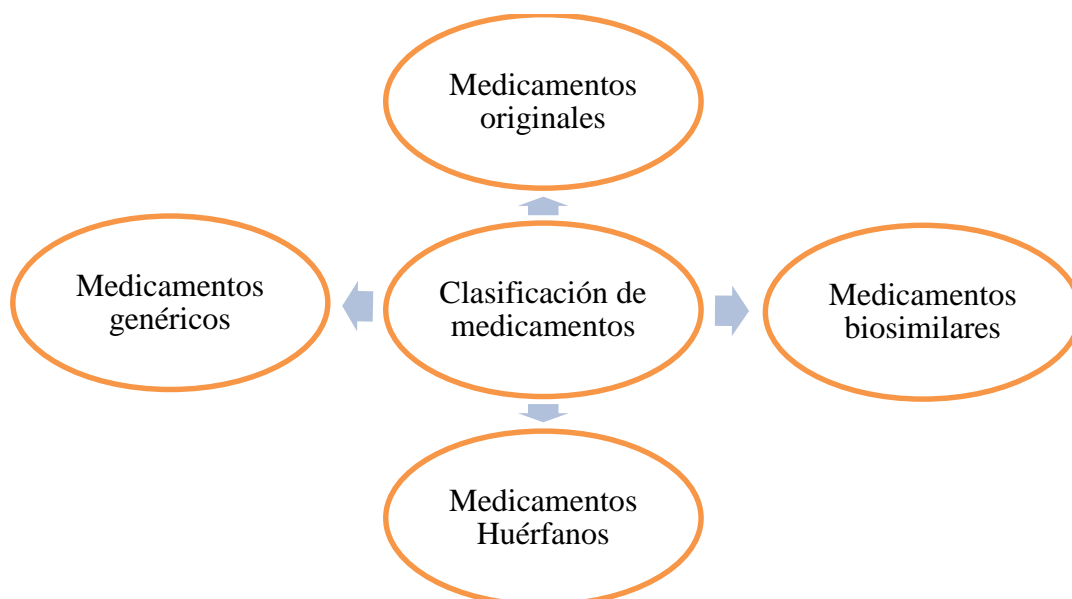 Medicamentos
originales
Medicamentos
genéricos
Clasificación de
medicamentos
Medicamentos
biosimilares
Medicamentos
Huérfanos